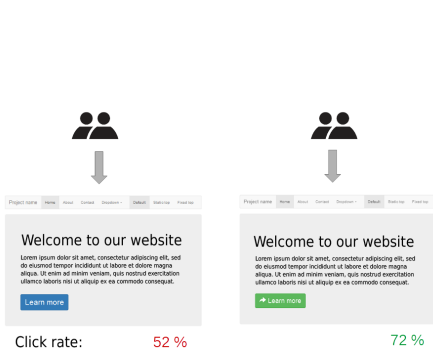 Project name Home About Contact Dropdown Default Static top Fixed top
Welcome to our website
Lorem ipsum dolor sit amet, consectetur adipiscing elit, sed
do eiusmod tempor incididunt ut labore et dolore magna
aliqua. Ut enim ad minim veniam, quis nostrud exercitation
ullamco laboris nisi ut aliquip ex ea commodo consequat.
Learn more
Project name Home About Contact Dropdown Default Static top Fixed top
Welcome to our website
Lorem ipsum dolor sit amet, consectetur adipiscing elit, sed
do eiusmod tempor incididunt ut labore et dolore magna
aliqua. Ut enim ad minim veniam, quis nostrud exercitation
ullamco laboris nisi ut aliquip ex ea commodo consequat.
Learn more
Click rate: 52 % 72 %